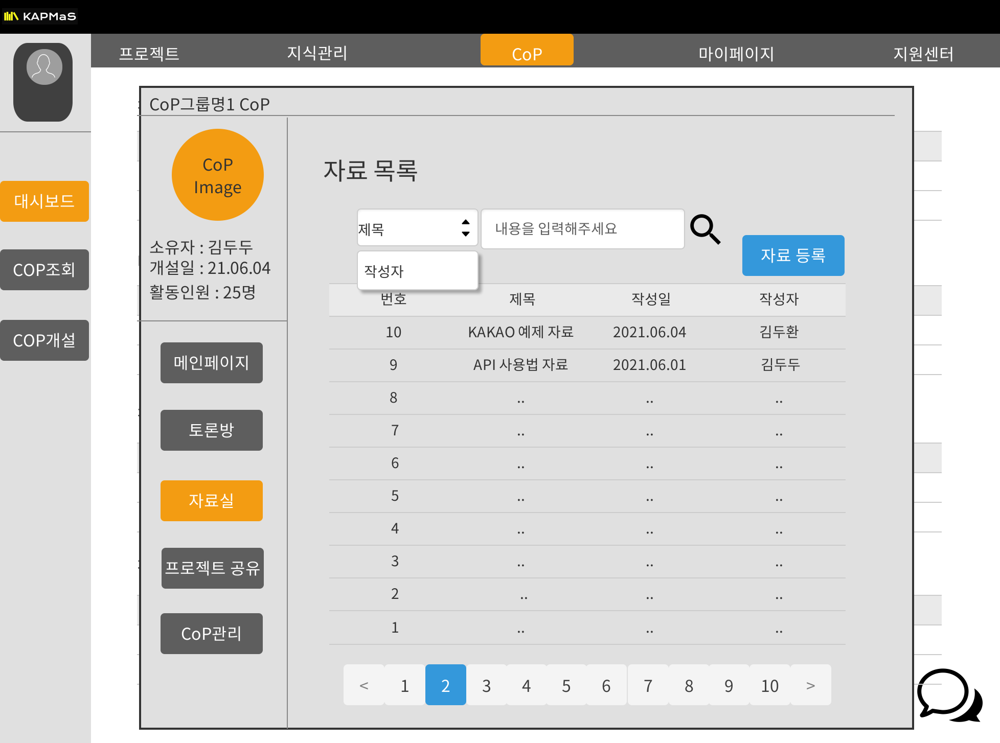 KAPMaS
프로젝트
지식관리
CoP
마이페이지
지원센터
대시보드
COP조회
COP개설
CoP그룹명1 CoP
CoP
Image
소유자 : 김두두
개설일 : 21.06.04
활동인원 : 25명
메인페이지
토론방
자료실
프로젝트 공유
CoP관리
자료 목록
제목
내용을 입력해주세요
작성자
자료 등록
번호 제목 작성일 작성자
10 KAKAO 예제 자료 2021.06.04 김두환
9 API 사용법 자료 2021.06.01 김두두
8 .. .. ..
7 .. .. ..
6 .. .. ..
5 .. .. ..
4 .. .. ..
3 .. .. ..
2 .. .. ..
1 .. .. ..
< 1 2 3 4 5 6 7 8 9 10 >